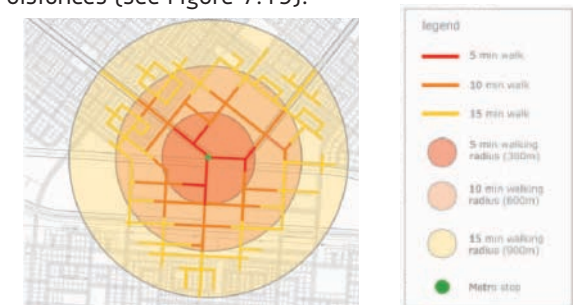 distances (see Figure 7.19).
legend
5 min walk
10 min walk
15 min walk
5 min walking
radius (300m)
10 min walking
radius (600m)
15 min walking
radius (900m)
Metro stop